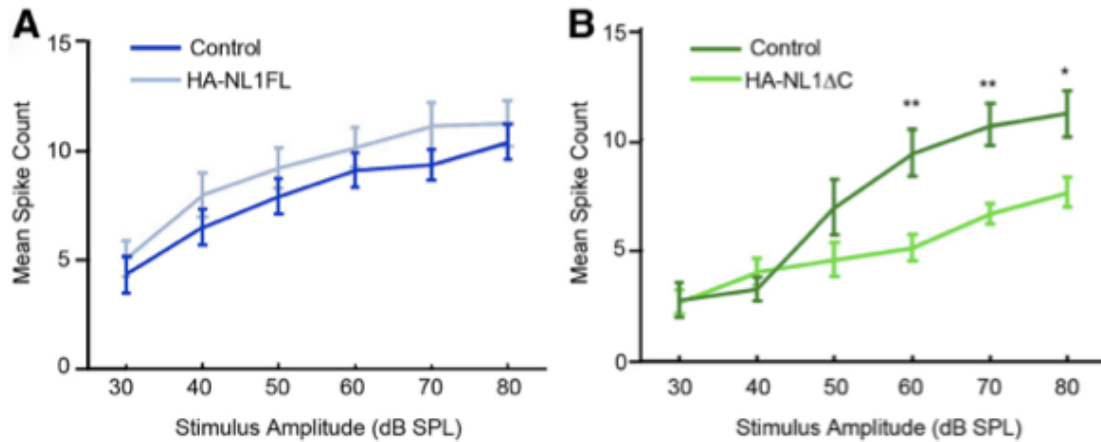 A
15
10
5
0
Mean Spike Count
Control
HA-NL1FL
30 40 50 60 70 80
Stimulus Amplitude (dB SPL)
B
15
10
5
0
Mean Spike Count
Control
HA-NL1ΔC
** ** *
30 40 50 60 70 80
Stimulus Amplitude (dB SPL)